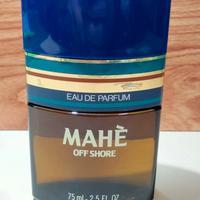 EAU DE PARFUM
MAHÈ
OFF SHORE
75 ml - 2.5 FL. OZ